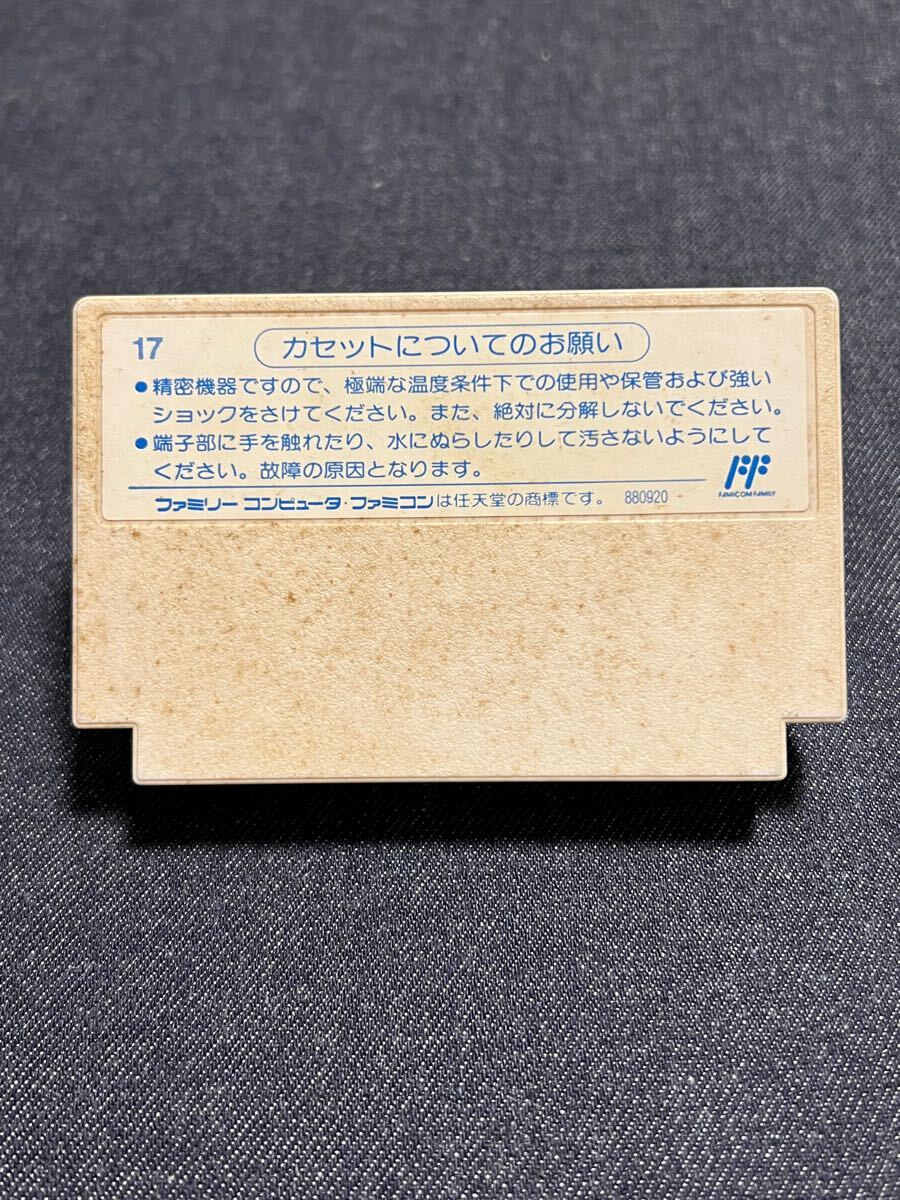 17
カセットについてのお願い
●精密機器ですので、極端な温度条件下での使用や保管および強い
ショックをさけてください。また、絶対に分解しないでください。
●端子部に手を触れたり、水にぬらしたりして汚さないようにして
ください。故障の原因となります。
FAMICOM FAMILY
ファミリー コンピュータ・ファミコンは任天堂の商標です。 880920